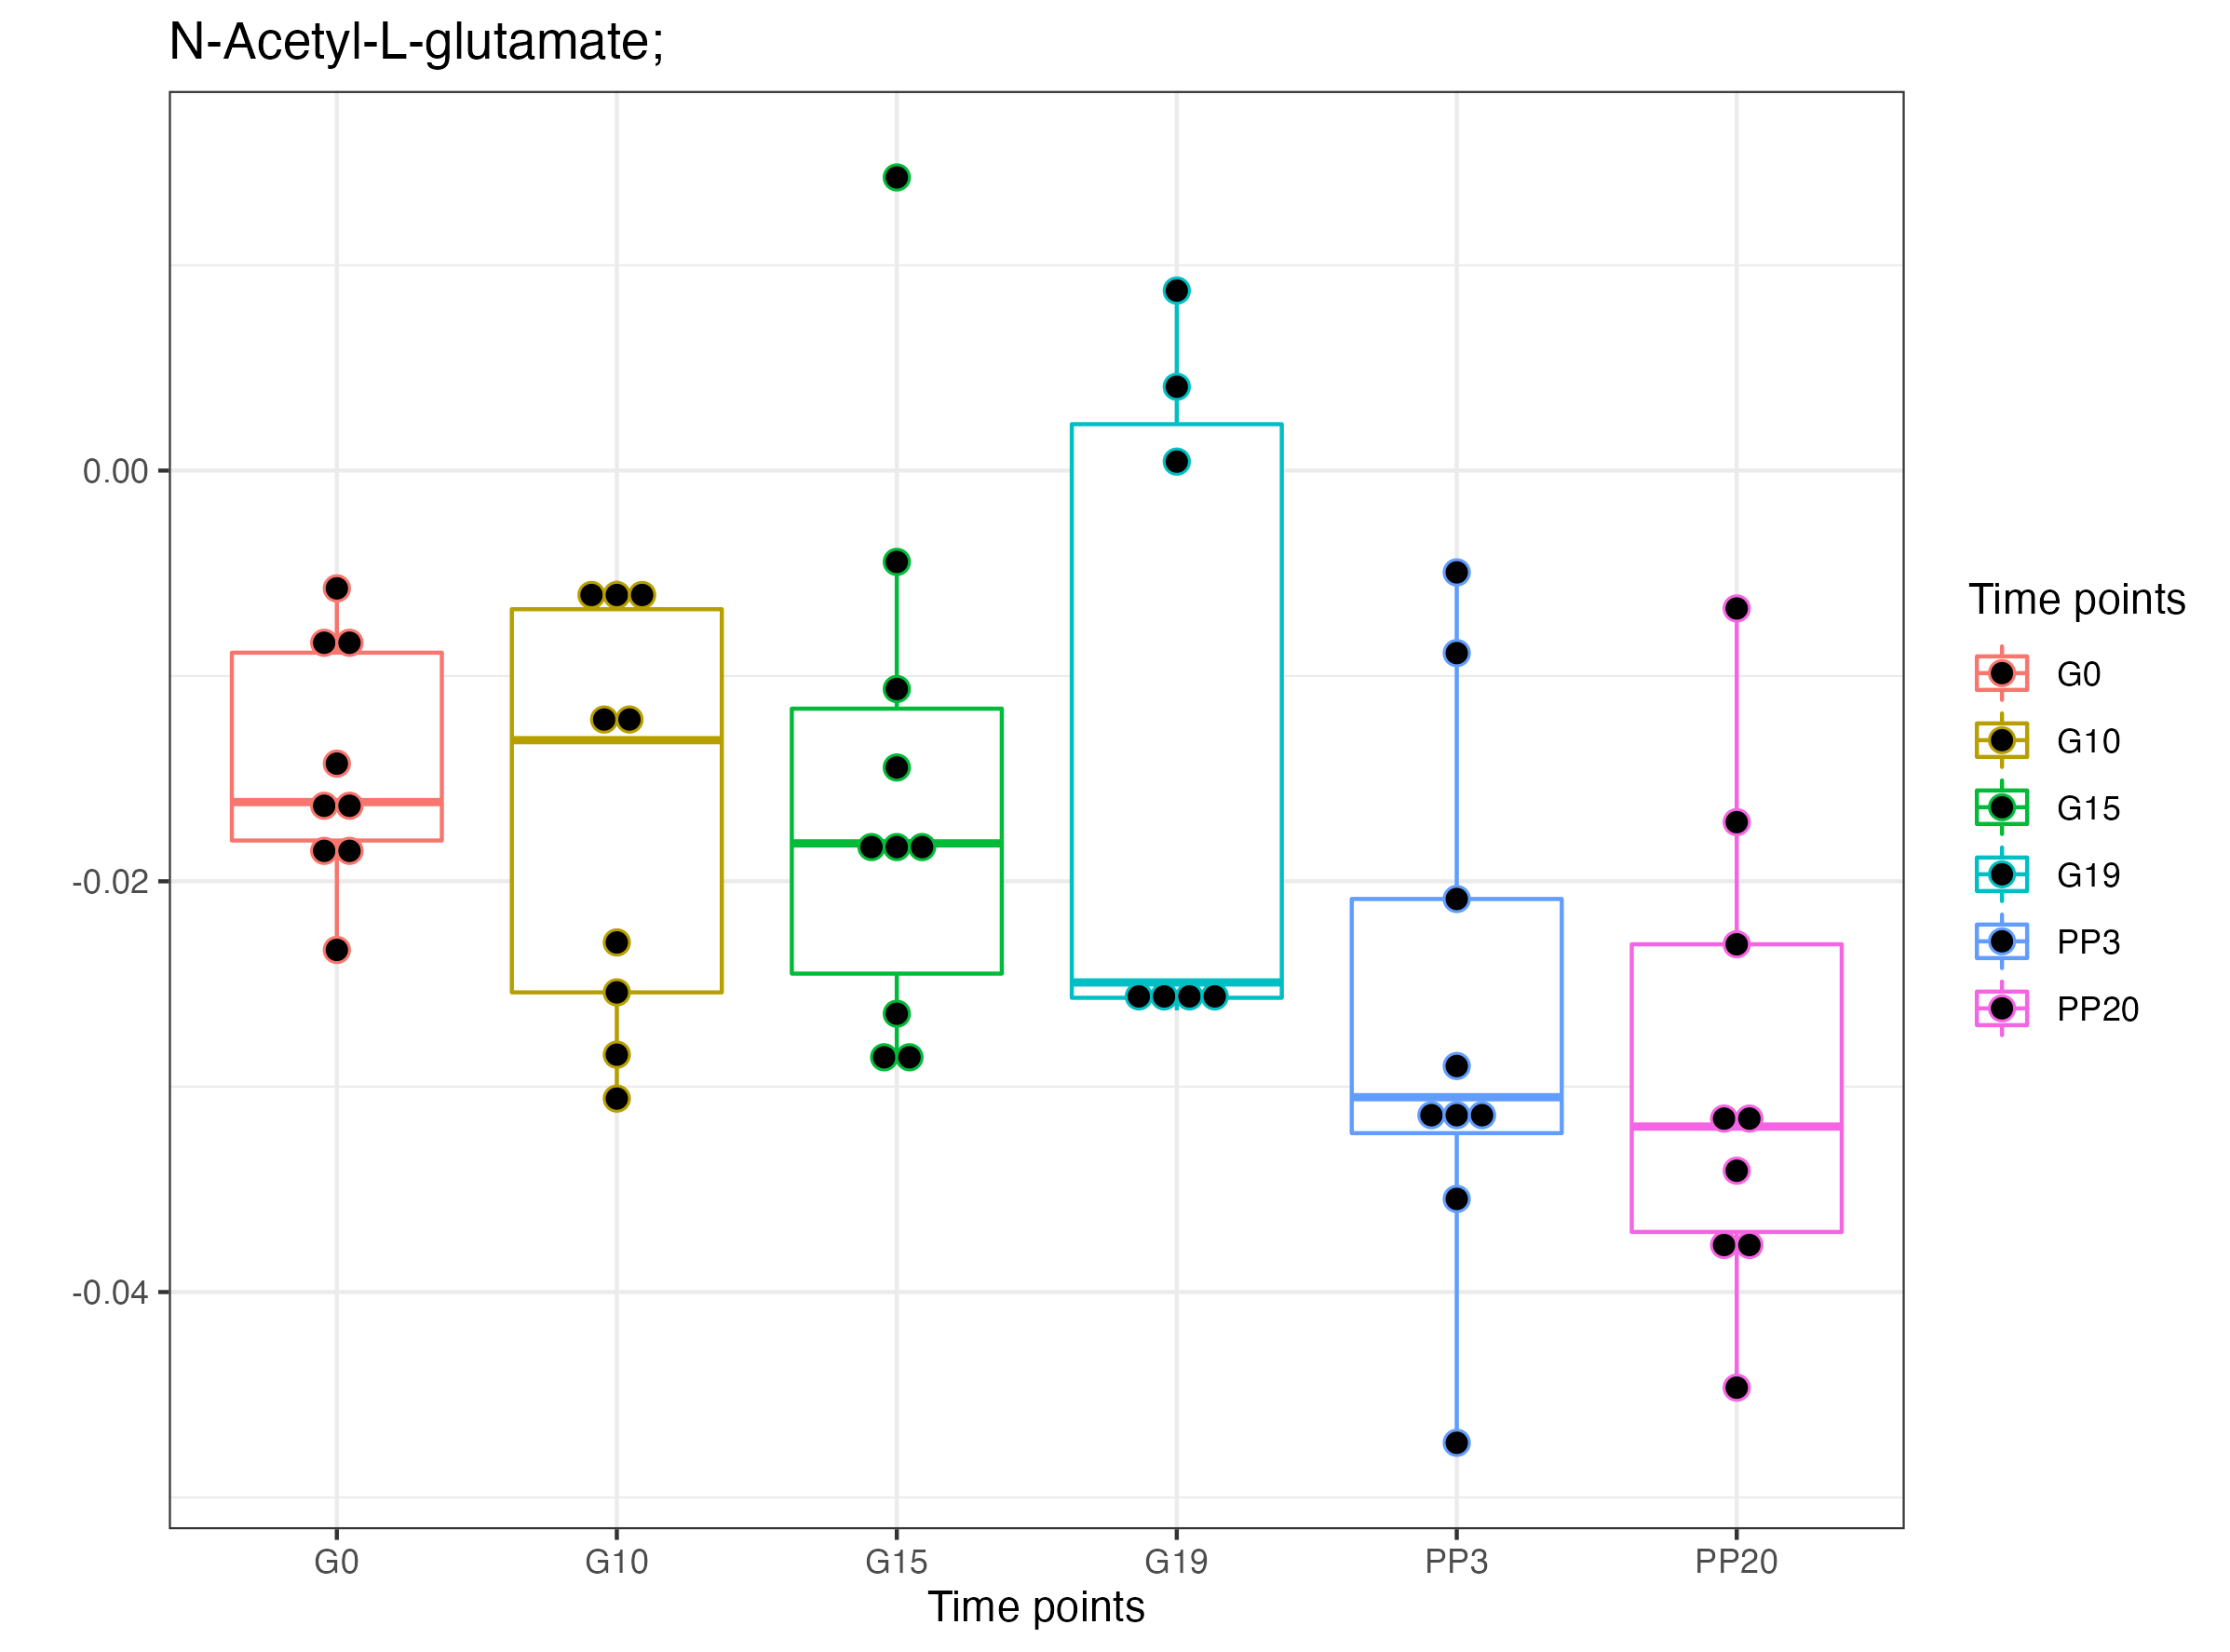 N-Acetyl-L-glutamate;
0.00
-0.02
-0.04
G0 G10 G15 G19 PP3 PP20
Time points
Time points
G0
G10
G15
G19
PP3
PP20